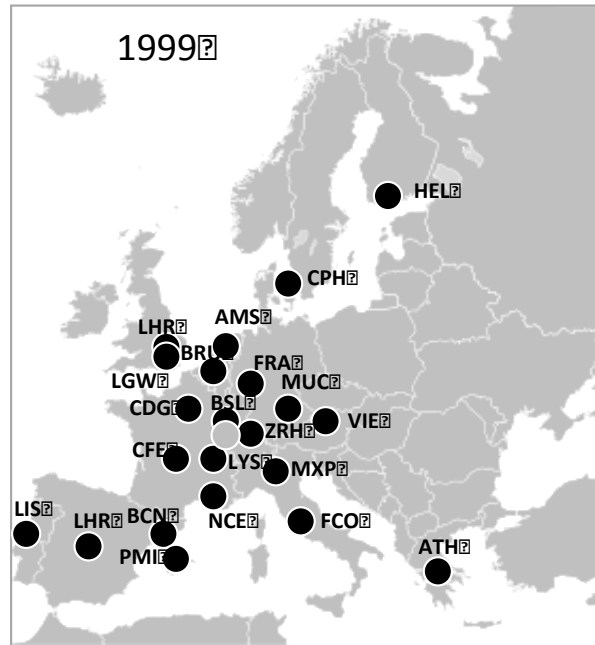 1999⍰
HEL⍰
CPH⍰
AMS⍰
LHR⍰
BRU⍰
LGW⍰
FRA⍰
MUC⍰
CDG⍰
BSL⍰
VIE⍰
ZRH⍰
CFE⍰
LYS⍰
MXP⍰
LIS⍰
LHR⍰
BCN⍰
NCE⍰
FCO⍰
PMI⍰
ATH⍰